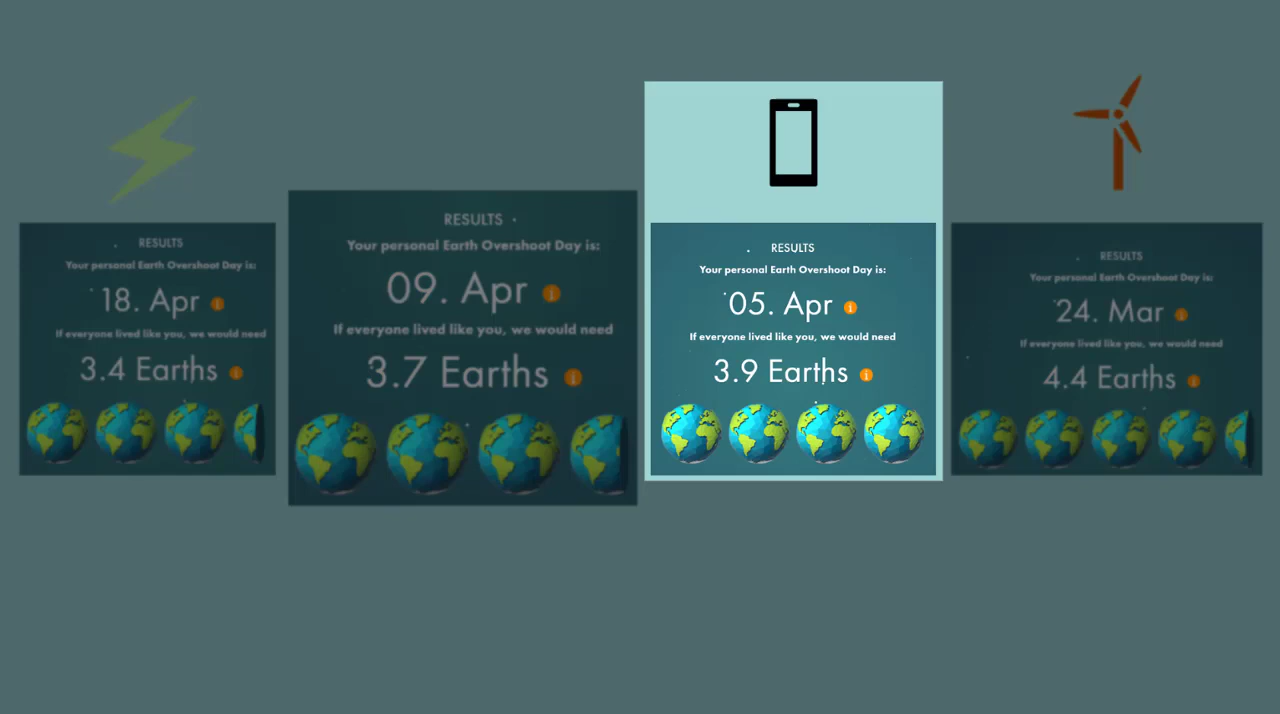 RESULTS
Your personal Earth Overshoot Day is:
18. Apr
If everyone lived like you, we would need
3.4 Earths
RESULTS
Your personal Earth Overshoot Day is:
09. Apr
If everyone lived like you, we would need
3.7 Earths
RESULTS
Your personal Earth Overshoot Day is:
05. Apr
If everyone lived like you, we would need
3.9 Earths
RESULTS
Your personal Earth Overshoot Day is:
24. Mar
If everyone lived like you, we would need
4.4 Earths